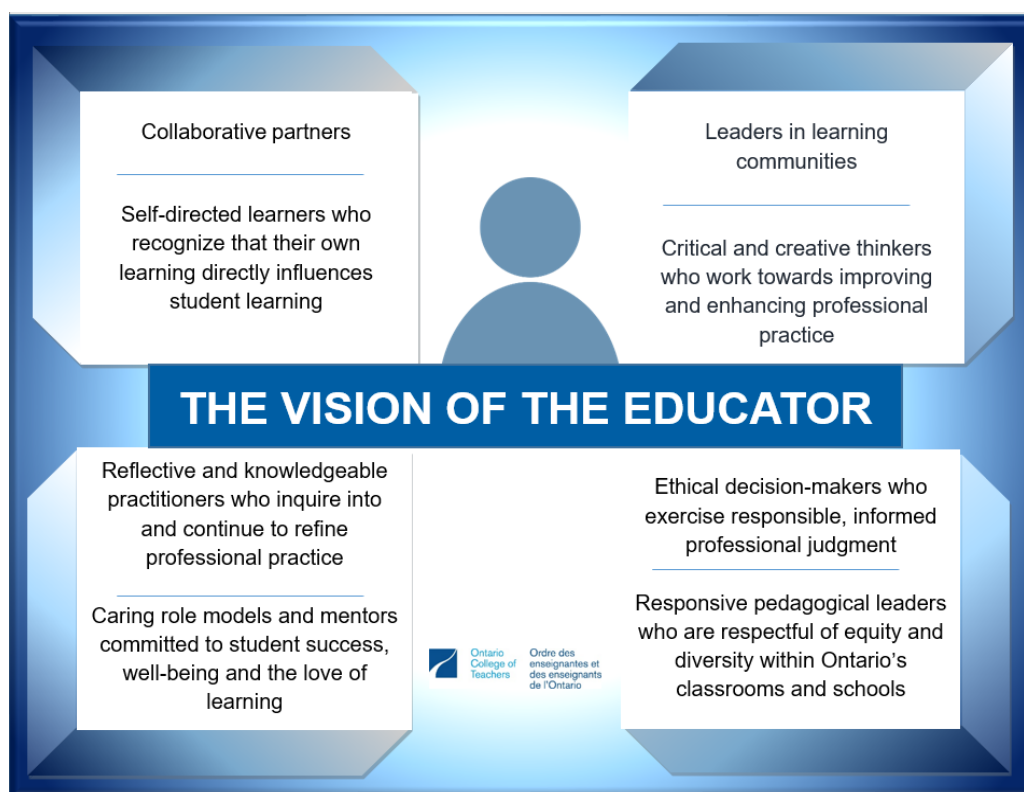 Collaborative partners
Self-directed learners who
recognize that their own
learning directly influences
student learning
Leaders in learning
communities
Critical and creative thinkers
who work towards improving
and enhancing professional
practice
THE VISION OF THE EDUCATOR
Reflective and knowledgeable
practitioners who inquire into
and continue to refine
professional practice
Caring role models and mentors
committed to student success,
well-being and the love of
learning
Ontario
College of
Teachers
Ordre des
enseignantes et
des enseignants
de l'Ontario
Ethical decision-makers who
exercise responsible, informed
professional judgment
Responsive pedagogical leaders
who are respectful of equity and
diversity within Ontario's
classrooms and schools